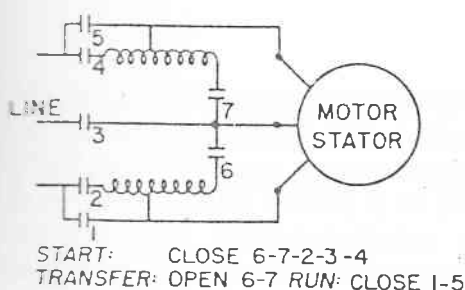 5
4
7
LINE
3
MOTOR
STATOR
6
2
1
START: CLOSE 6-7-2-3-4
TRANSFER: OPEN 6-7 RUN: CLOSE 1-5